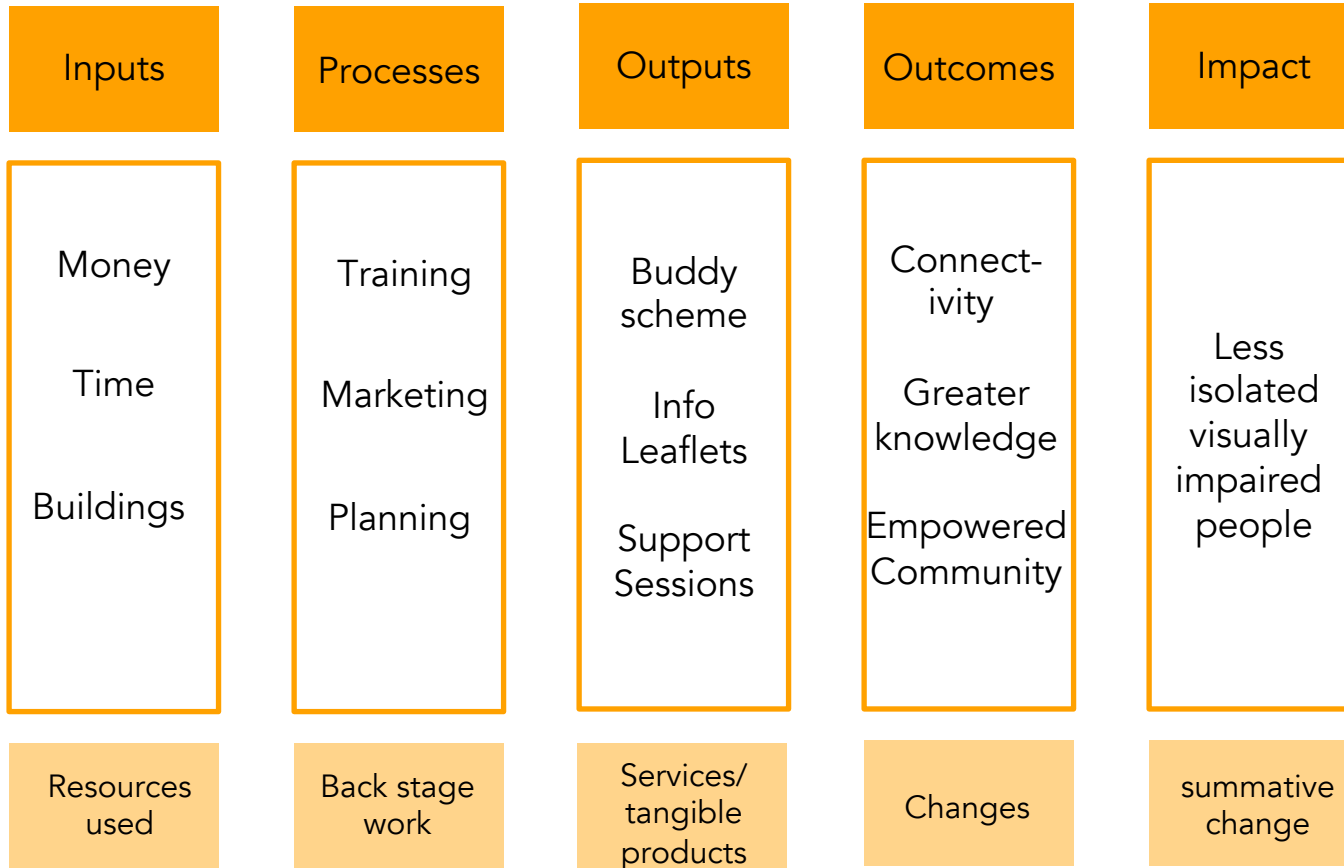 Inputs
Processes
Outputs
Outcomes
Impact
Money
Time
Buildings
Training
Marketing
Planning
Buddy
scheme
Info
Leaflets
Support
Sessions
Connect-
ivity
Greater
knowledge
Empowered
Community
Less
isolated
visually
impaired
people
Resources
used
Back stage
work
Services/
tangible
products
Changes
summative
change